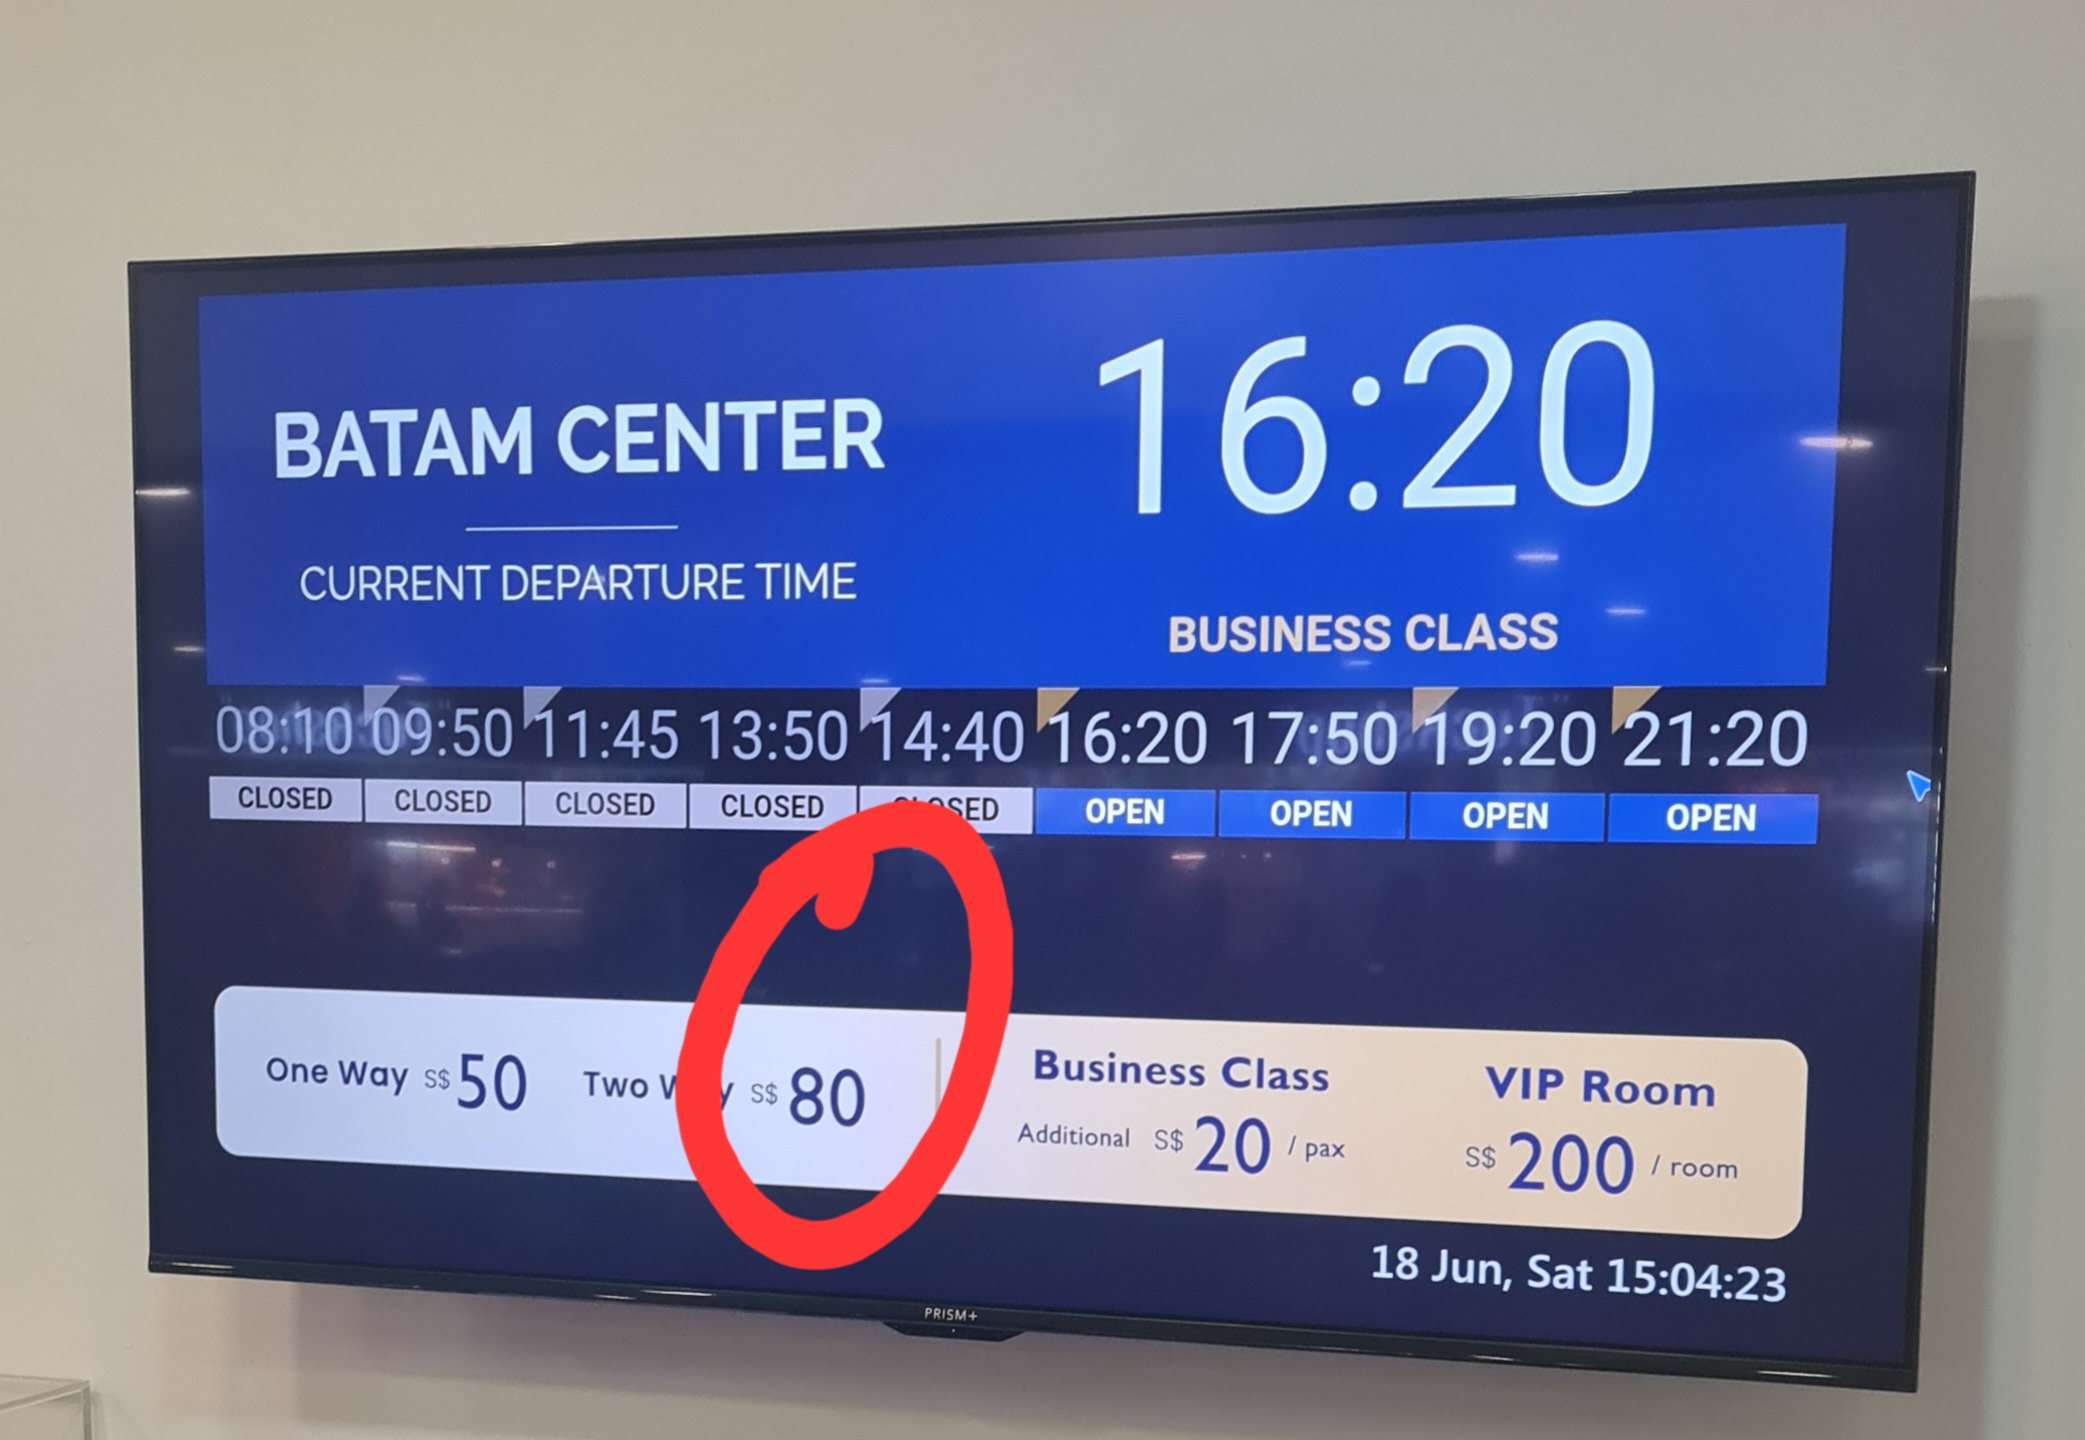 BATAM CENTER
16:20
CURRENT DEPARTURE TIME
BUSINESS CLASS
08:10 09:50 11:45 13:50 14:40 16:20 17:50 19:20 21:20
CLOSED CLOSED CLOSED CLOSED CLOSED OPEN OPEN OPEN OPEN
One Way S$ 50 Two Way S$ 80
Business Class
Additional S$ 20 / pax
VIP Room
S$ 200 / room
18 Jun, Sat 15:04:23
PRISM+